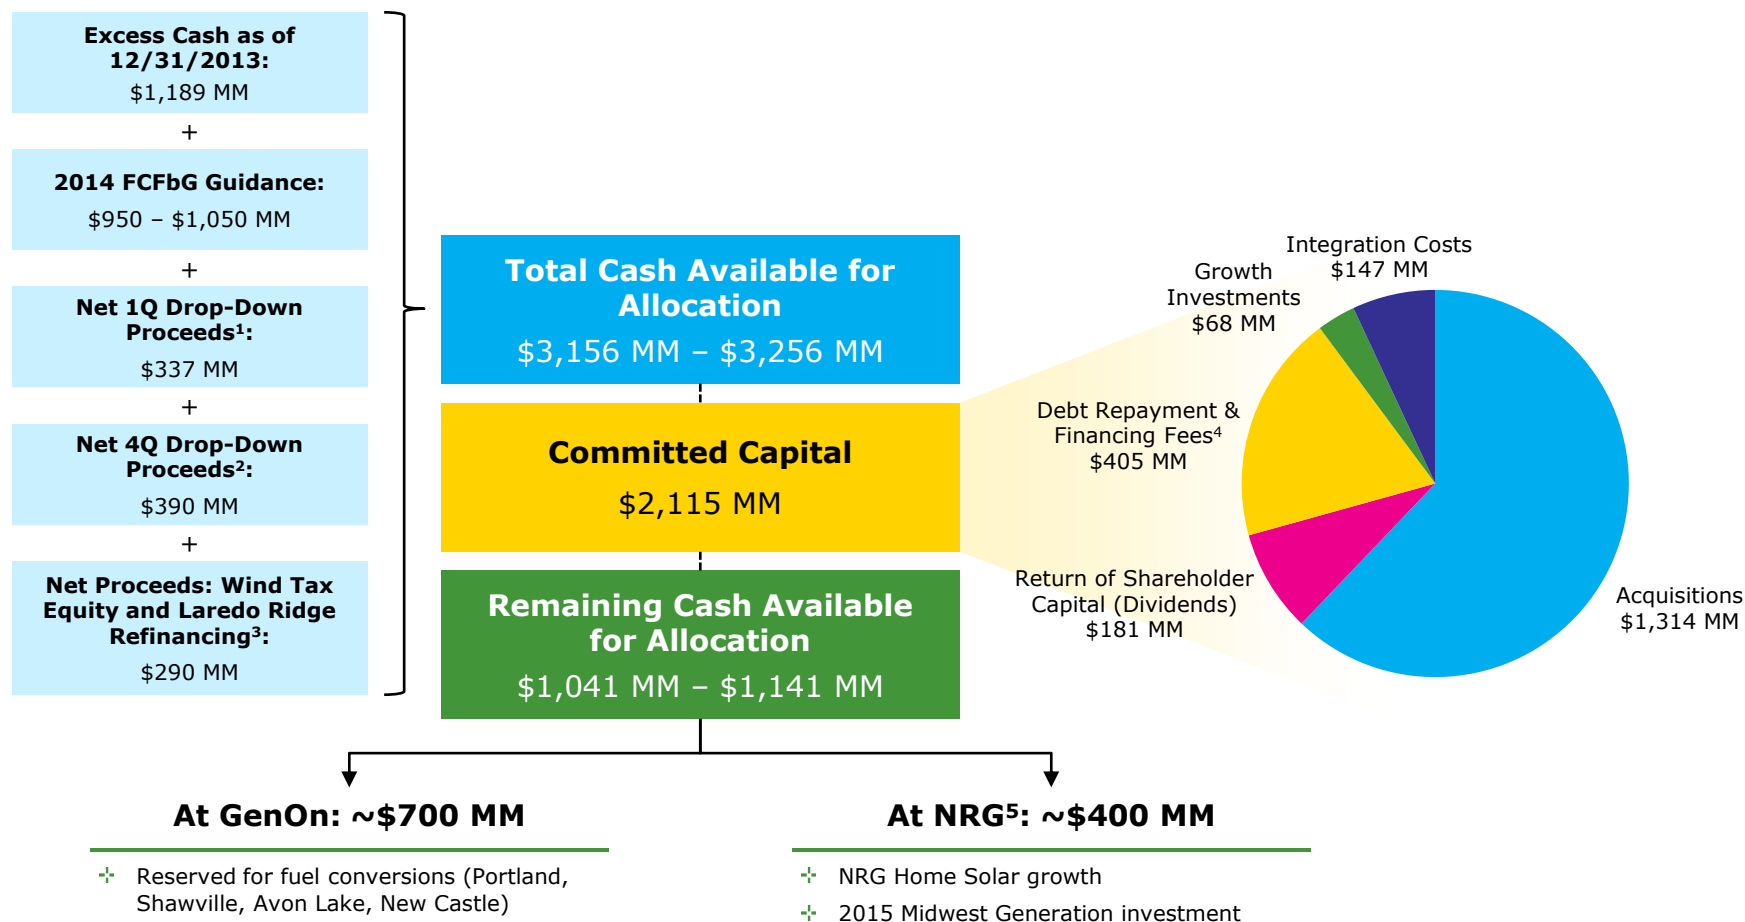 Excess Cash as of
12/31/2013:
$1,189 MM
+
2014 FCFbG Guidance:
$950 – $1,050 MM
+
Net 1Q Drop-Down
Proceeds¹:
$337 MM
+
Net 4Q Drop-Down
Proceeds²:
$390 MM
+
Net Proceeds: Wind Tax
Equity and Laredo Ridge
Refinancing³:
$290 MM
Total Cash Available for
Allocation
$3,156 MM – $3,256 MM
Committed Capital
$2,115 MM
Remaining Cash Available
for Allocation
$1,041 MM – $1,141 MM
Integration Costs
$147 MM
Growth
Investments
$68 MM
Debt Repayment &
Financing Fees⁴
$405 MM
Return of Shareholder
Capital (Dividends)
$181 MM
Acquisitions
$1,314 MM
At GenOn: ~$700 MM
Reserved for fuel conversions (Portland,
Shawville, Avon Lake, New Castle)
At NRG⁵: ~$400 MM
NRG Home Solar growth
2015 Midwest Generation investment